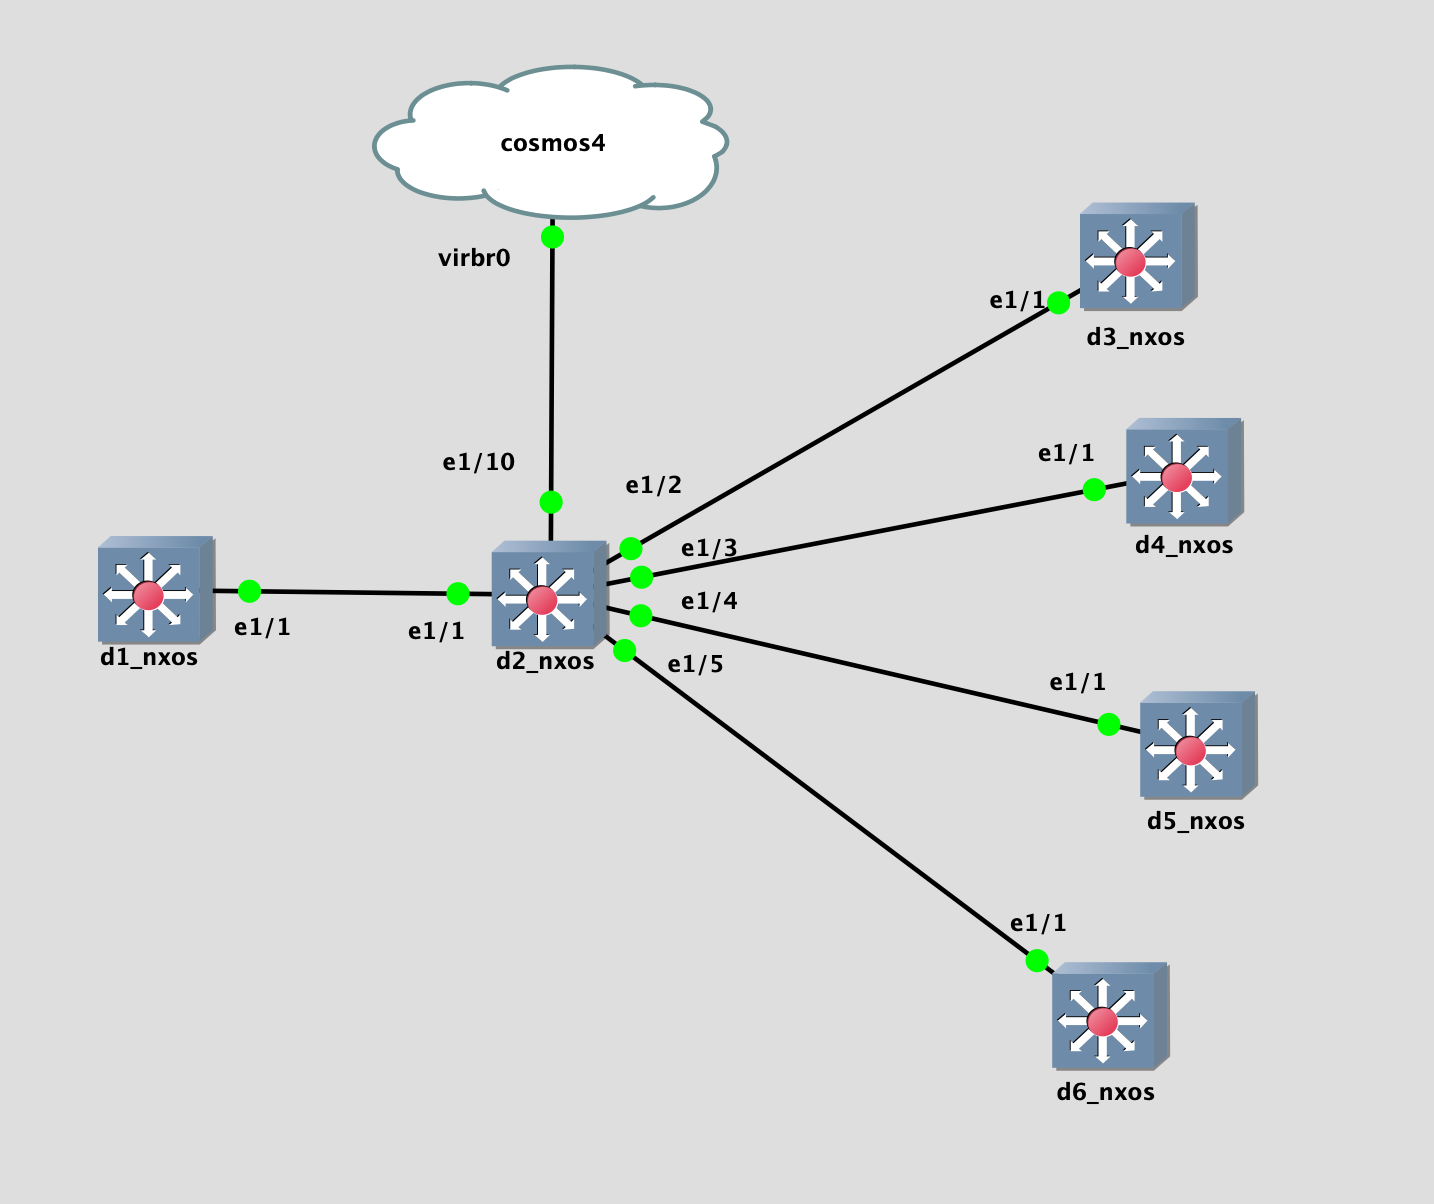 cosmos4
virbr0
e1/1
d3_nxos
e1/10
e1/2
e1/1
e1/3
d4_nxos
e1/4
e1/1
e1/1
d1_nxos
d2_nxos
e1/5
e1/1
d5_nxos
e1/1
d6_nxos